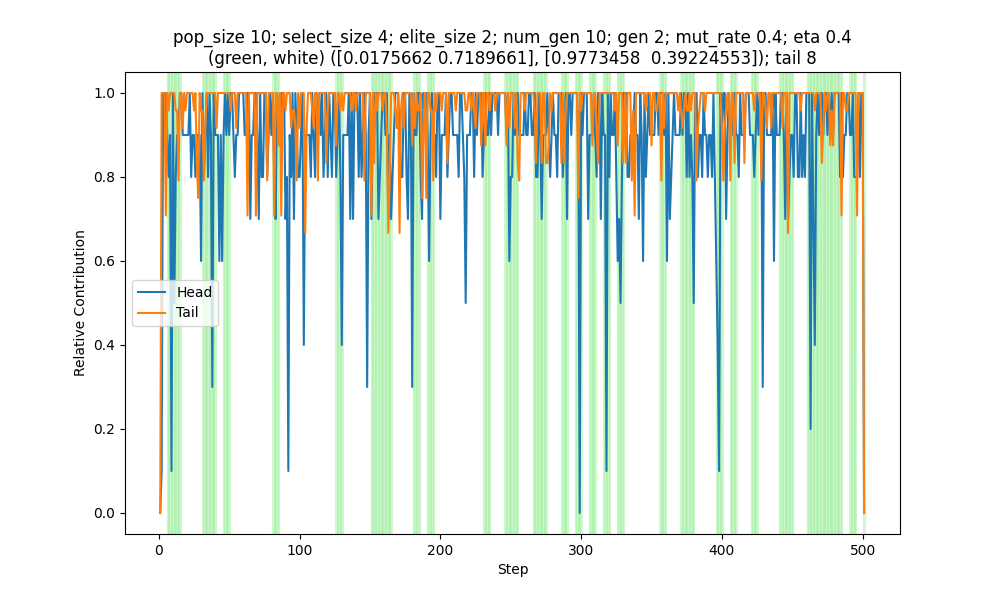 pop_size 10; select_size 4; elite_size 2; num_gen 10; gen 2; mut_rate 0.4; eta 0.4
(green, white) ([0.0175662 0.7189661], [0.9773458  0.39224553]); tail 8
1.0
0.8
0.6
0.4
0.2
0.0
Relative Contribution
Head
Tail
0
100
200
300
400
500
Step